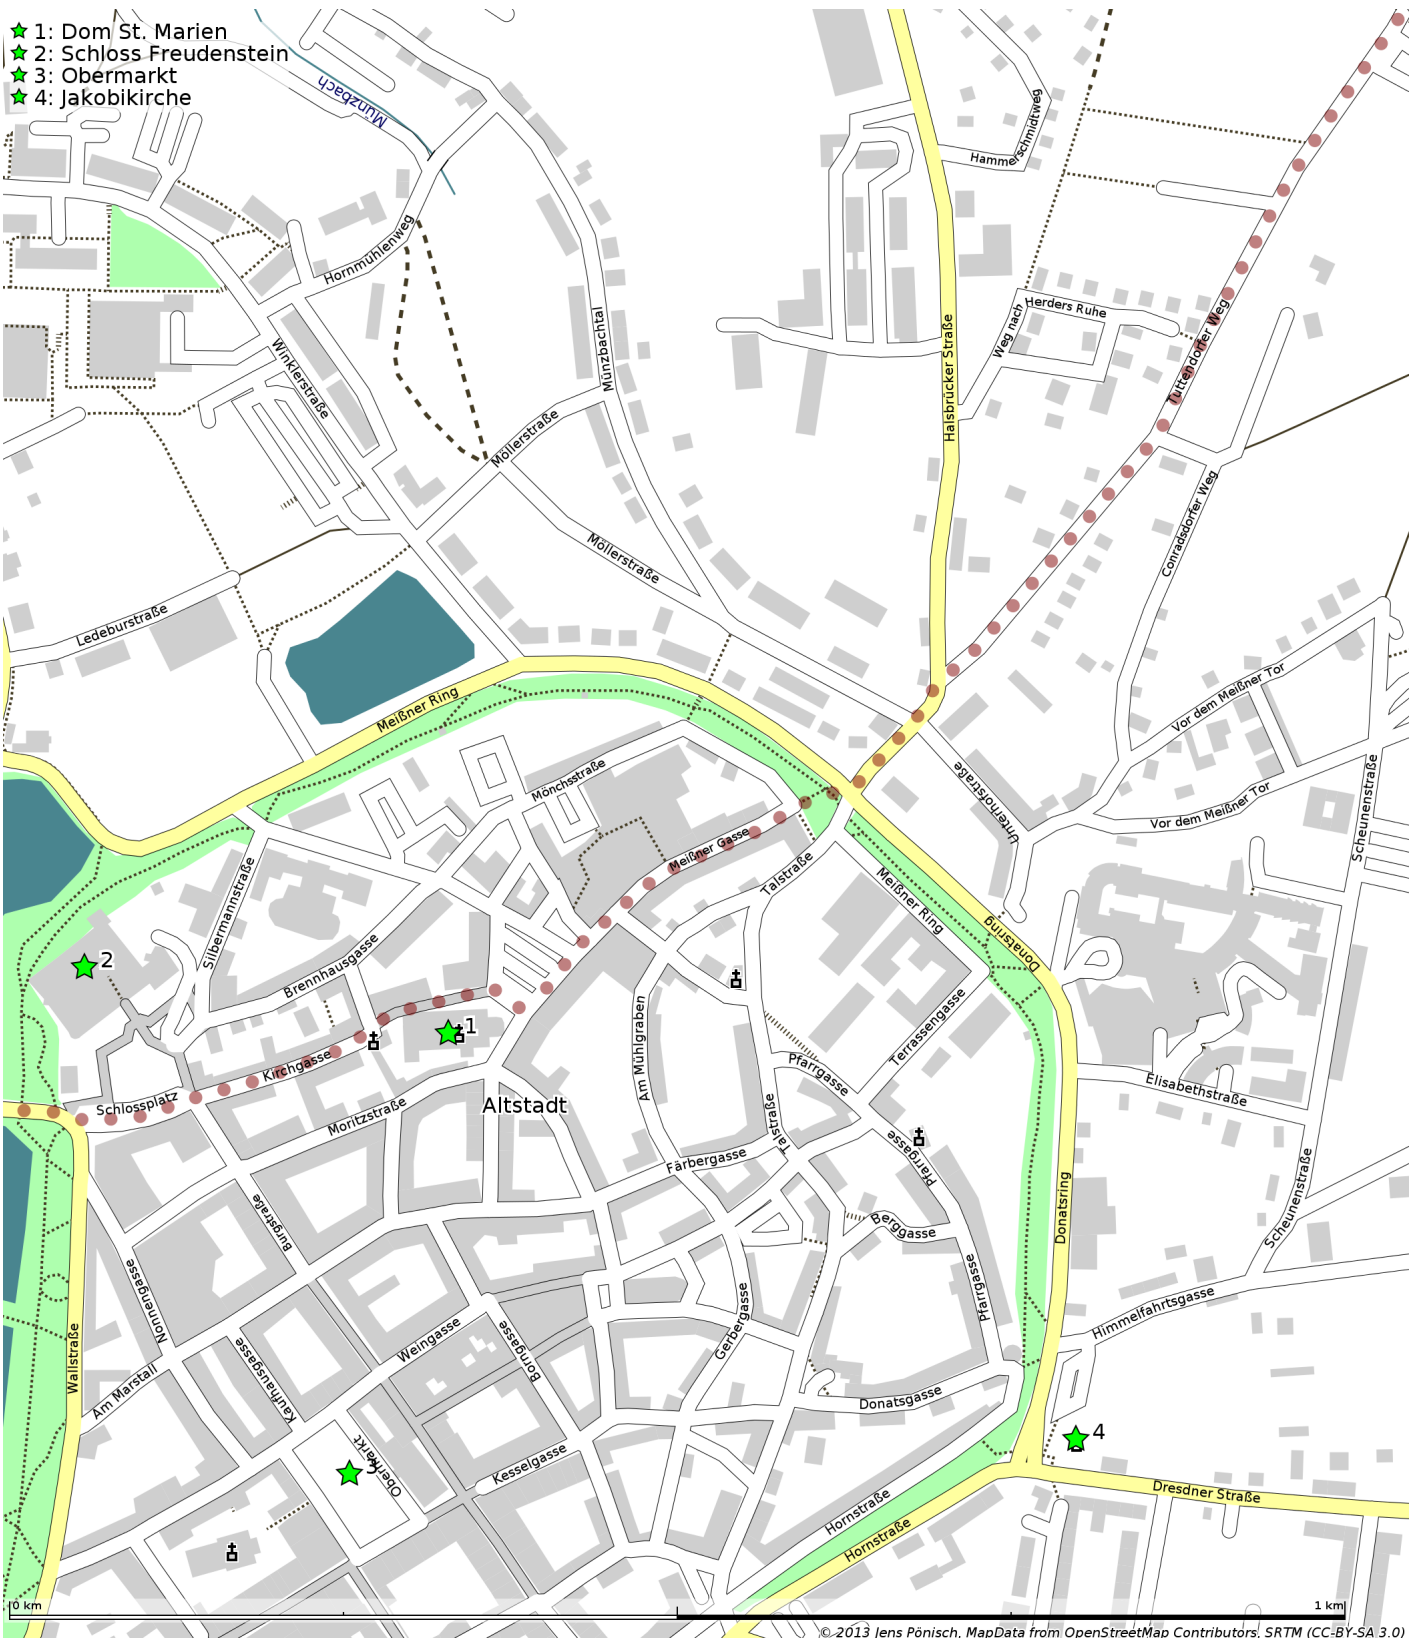 1: Dom St. Marien
2: Schloss Freudenstein
3: Obermarkt
4: Jakobikirche
Münzbach
Hammerschmidtweg
Hornmühlenweg
Herders Ruhe
Weg nach
Tuttendorfer Weg
Münzbachtal
Halsbrücker Straße
Winklerstraße
Möllerstraße
Möllerstraße
Conradsdorfer Weg
Ledeburstraße
Meißner Ring
Vor dem Meißner Tor
Vor dem Meißner Tor
Unterhofstraße
Scheunenstraße
Mönchsstraße
Meißner Gasse
Talstraße
Meißner Ring
Silbermannstraße
Brennhausgasse
Donatsring
2
1
Am Mühlgraben
Terrassengasse
Pfarrgasse
Kirchgasse
Schlossplatz
Moritzstraße
Altstadt
Elisabethstraße
Talstraße
Färbergasse
Pfarrgasse
Donatsring
Scheunenstraße
Burgstraße
Berggasse
Nonnengasse
Pfarrgasse
Gerbergasse
Himmelfahrtsgasse
Wallstraße
Weingasse
Borngasse
Kaufhausgasse
Am Marstall
Donatsgasse
4
Obermarkt
3
Kesselgasse
Dresdner Straße
Hornstraße
Hornstraße
0 km
1 km
© 2013 Jens Pönisch, MapData from OpenStreetMap Contributors, SRTM (CC-BY-SA 3.0)